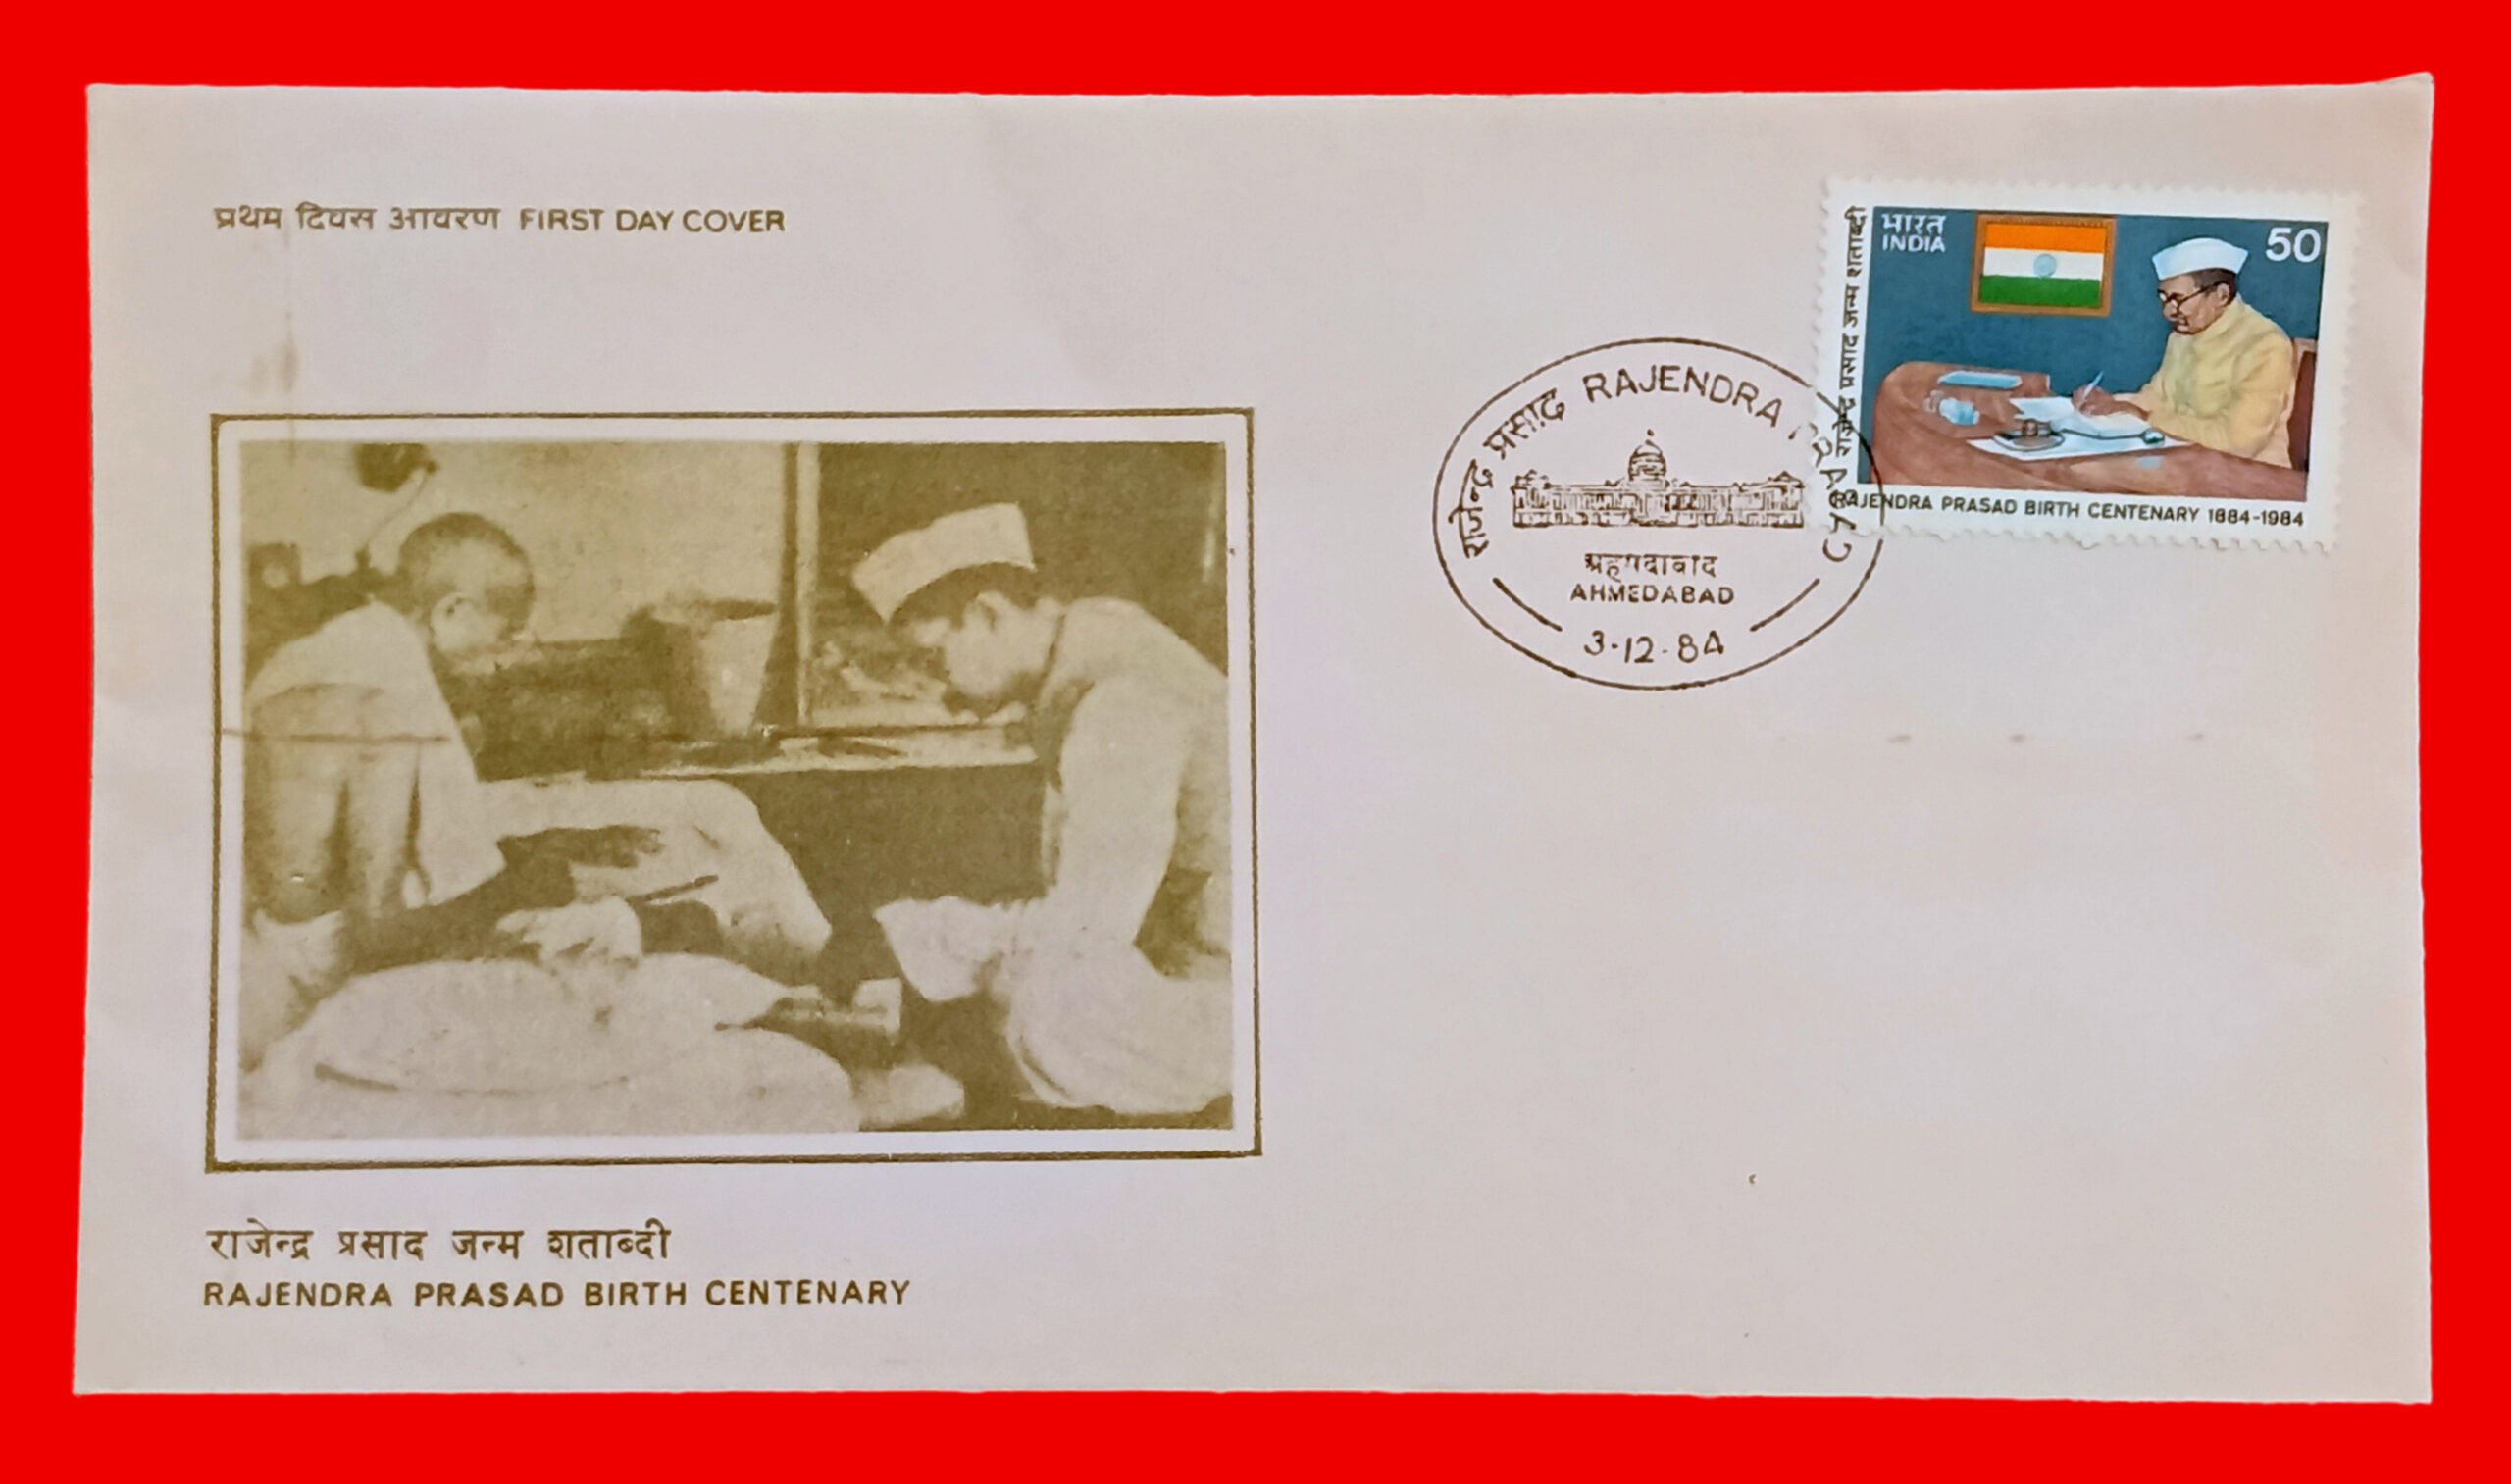 प्रथम दिवस आवरण FIRST DAY COVER
भारत
INDIA
50
राजेन्द्र प्रसाद जन्म शताब्दी
RAJENDRA PRASAD BIRTH CENTENARY 1884-1984
राजेन्द्र प्रसाद RAJENDRA PRASAD
अहमदाबाद
AHMEDABAD
3·12·84
राजेन्द्र प्रसाद जन्म शताब्दी
RAJENDRA PRASAD BIRTH CENTENARY